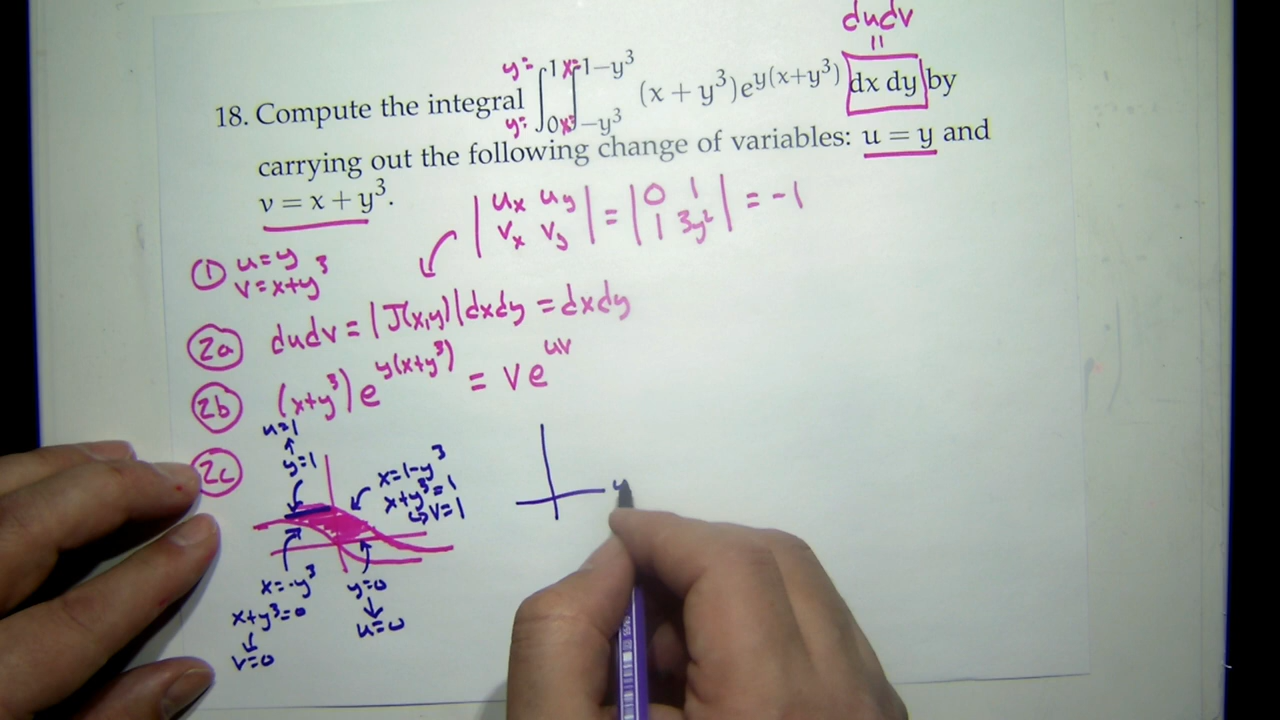 dudv
=
18. Compute the integral ∫₀¹ ∫_{-y³}^{1-y³} (x + y³)e^{y(x+y³)} dx dy by
y= x=
y= x=
carrying out the following change of variables: u = y and
v = x + y³.
|ux uy; vx vy| = |0 1; 1 3y²| = -1
① u=y
v=x+y³
2a dudv = |J(x,y)|dxdy = dxdy
2b (x+y³)e^{y(x+y³)} = ve^{uv}
2c
u=1
↑
y=1
x=1-y³
x+y³=1
↳v=1
x=-y³
x+y³=0
↓
v=0
y=0
↓
u=0